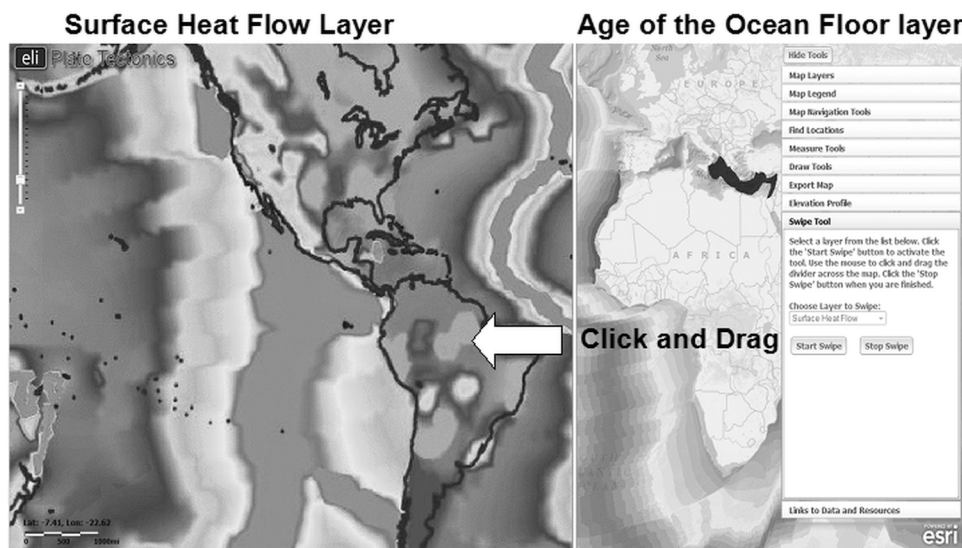 Surface Heat Flow Layer
Age of the Ocean Floor layer
eli Plate Tectonics
North
Sea
EUROPE
AFRICA
Hide Tools
Map Layers
Map Legend
Map Navigation Tools
Find Locations
Measure Tools
Draw Tools
Export Map
Elevation Profile
Swipe Tool
Select a layer from the list below. Click
the 'Start Swipe' button to activate the
tool. Use the mouse to click and drag the
divider across the map. Click the 'Stop
Swipe' button when you are finished.
Choose Layer to Swipe:
Surface Heat Flow
Start Swipe Stop Swipe
Click and Drag
Links to Data and Resources
Lat: -7.41, Lon: -22.62
0 500 1000mi
POWERED BY
esri